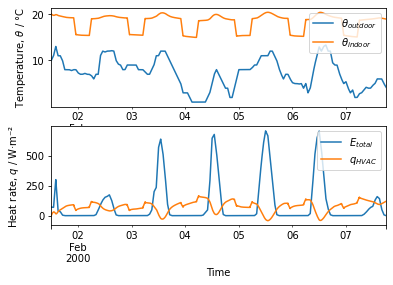 Temperature, θ / °C
20
10
θoutdoor
θindoor
02
03
04
05
06
07
Heat rate, q / W m⁻²
500
250
0
Etotal
qHVAC
02
03
04
05
06
07
Feb
2000
Time